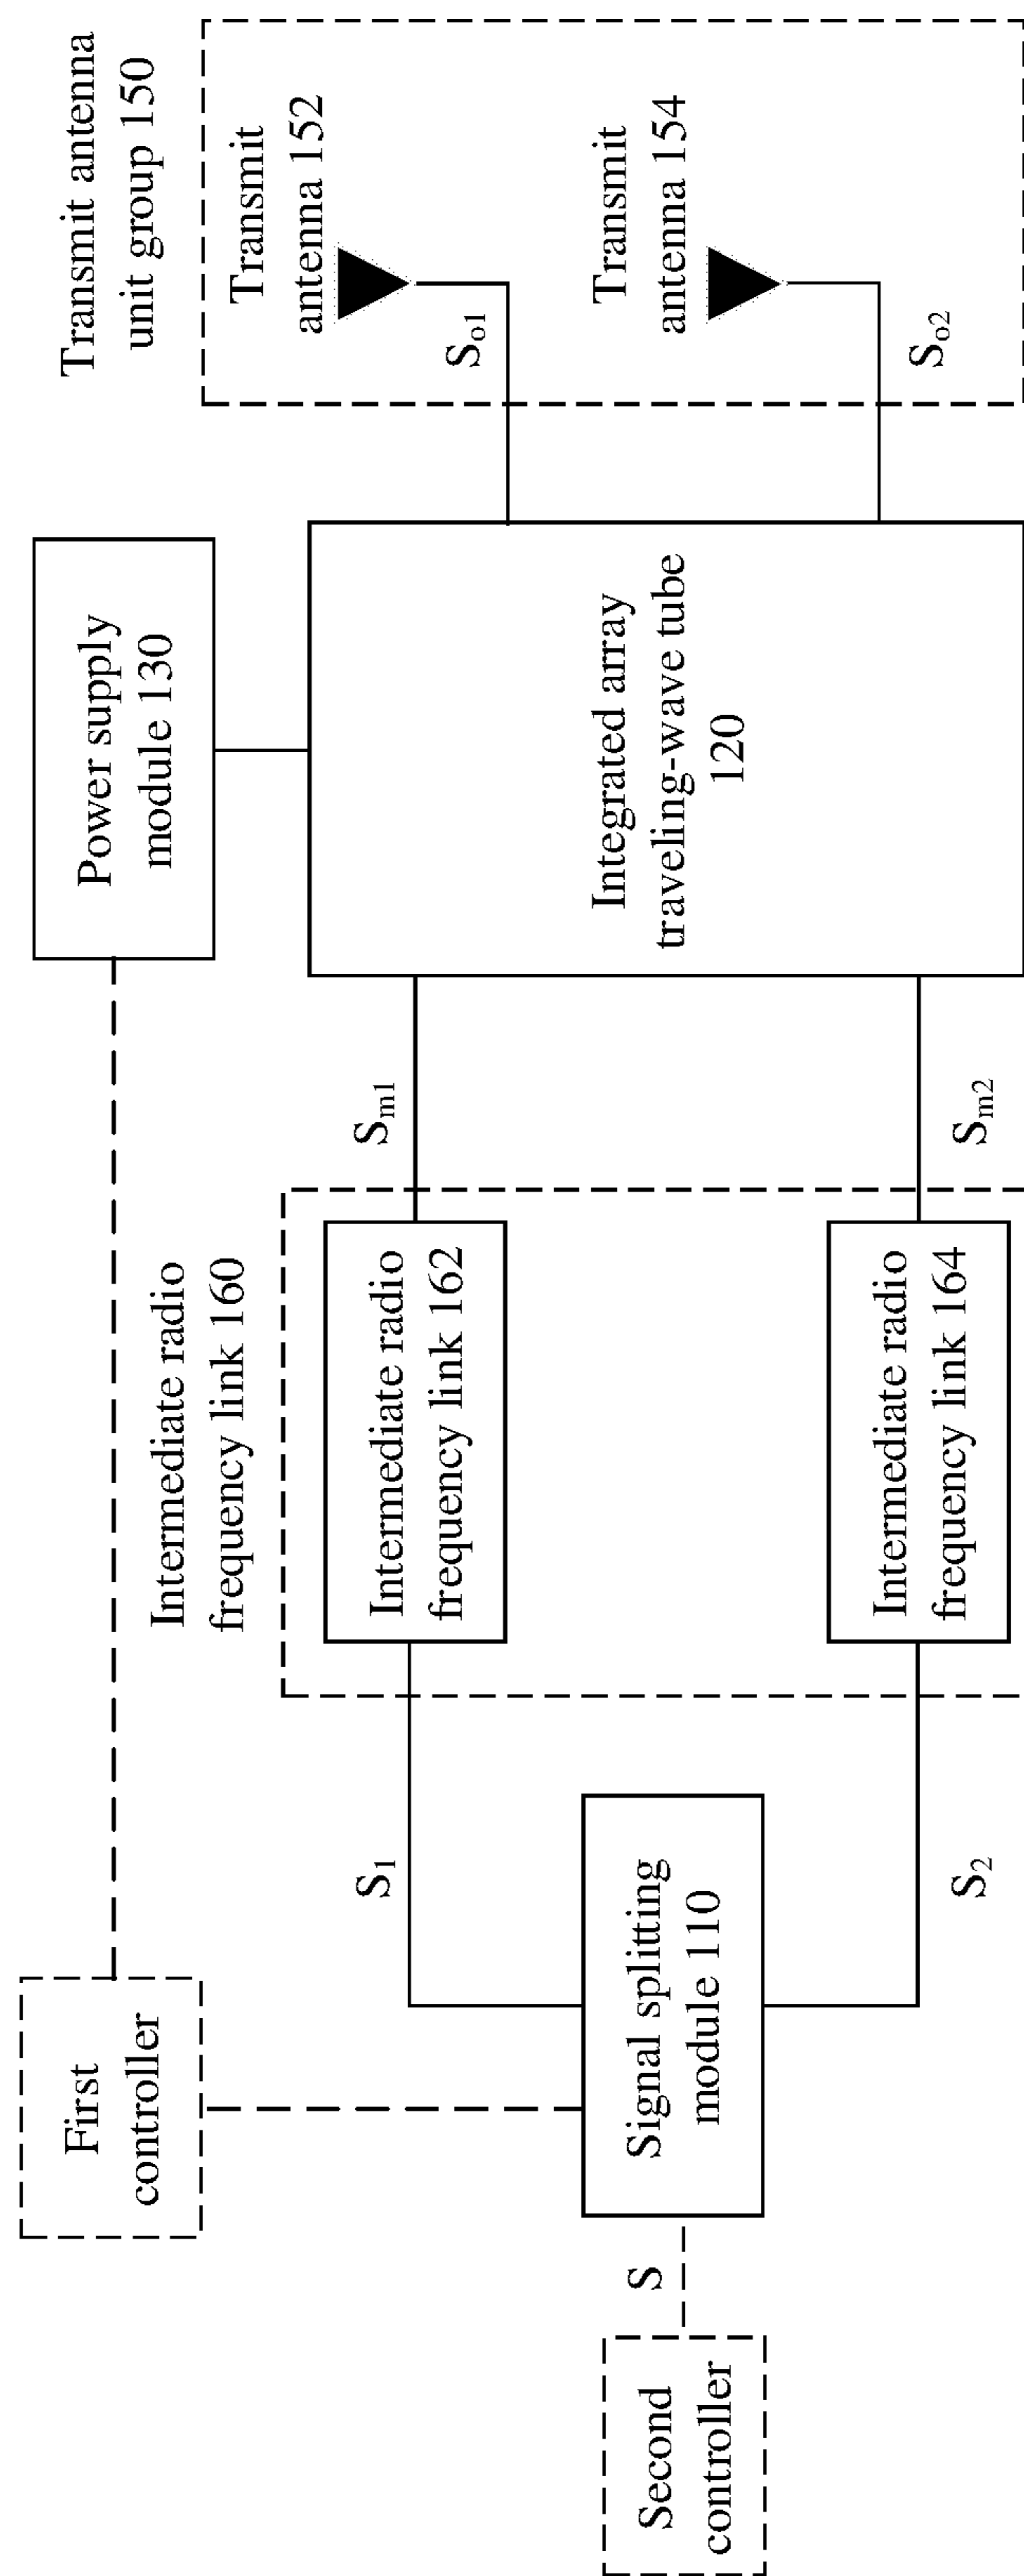 First
controller
Power supply
module 130
Transmit antenna
unit group 150
Intermediate radio
frequency link 160
Second
controller
S
Signal splitting
module 110
S1
S2
Intermediate radio
frequency link 162
Intermediate radio
frequency link 164
Sm1
Sm2
Integrated array
traveling-wave tube
120
So1
So2
Transmit
antenna 152
Transmit
antenna 154